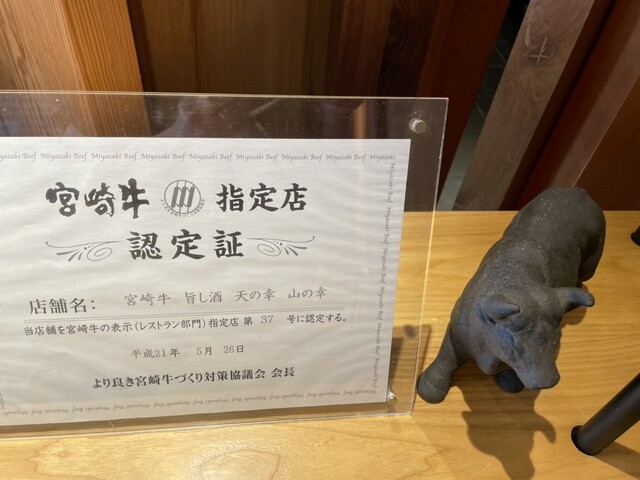 Miyazaki Beef Miyazaki Beef Miyazaki Beef Miyazaki Beef Miyazaki Beef Miyazaki Beef Miyazaki Beef
宮崎牛 指定店
認定証
店舗名: 宮崎牛 旨し酒 天の幸 山の幸
当店舗を宮崎牛の表示(レストラン部門)指定店 第 37 号に認定する。
平成21年 5月 26日
より良き宮崎牛づくり対策協議会 会長